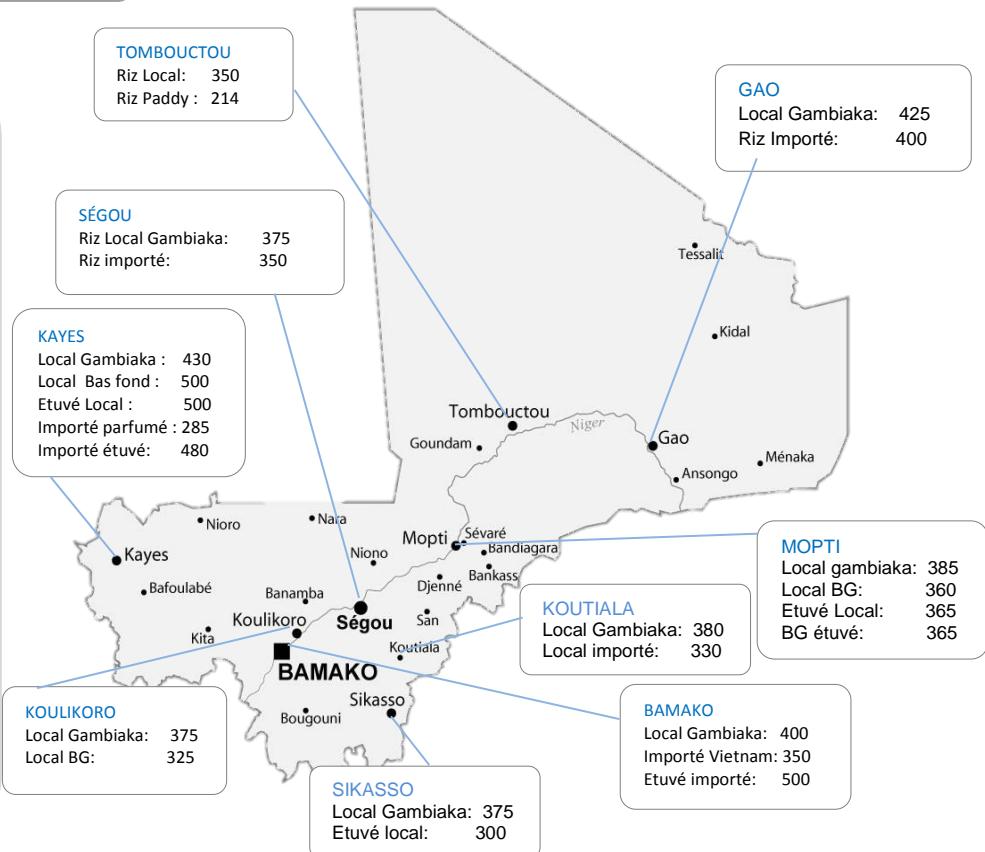 TOMBOUCTOU
Riz Local: 350
Riz Paddy : 214
GAO
Local Gambiaka: 425
Riz Importé: 400
SÉGOU
Riz Local Gambiaka: 375
Riz importé: 350
KAYES
Local Gambiaka : 430
Local Bas fond : 500
Etuvé Local : 500
Importé parfumé : 285
Importé étuvé: 480
Tessalit
Kidal
Tombouctou
Niger
Goundam
Gao
Ménaka
Ansongo
Nioro
Nara
Mopti
Sévaré
Bandiagara
Kayes
Niono
Bankass
Djenné
Bafoulabé
Banamba
Ségou
San
Koulikoro
Kita
Koutiala
BAMAKO
Sikasso
Bougouni
MOPTI
Local gambiaka: 385
Local BG: 360
Etuvé Local: 365
BG étuvé: 365
KOUTIALA
Local Gambiaka: 380
Local importé: 330
KOULIKORO
Local Gambiaka: 375
Local BG: 325
BAMAKO
Local Gambiaka: 400
Importé Vietnam: 350
Etuvé importé: 500
SIKASSO
Local Gambiaka: 375
Etuvé local: 300